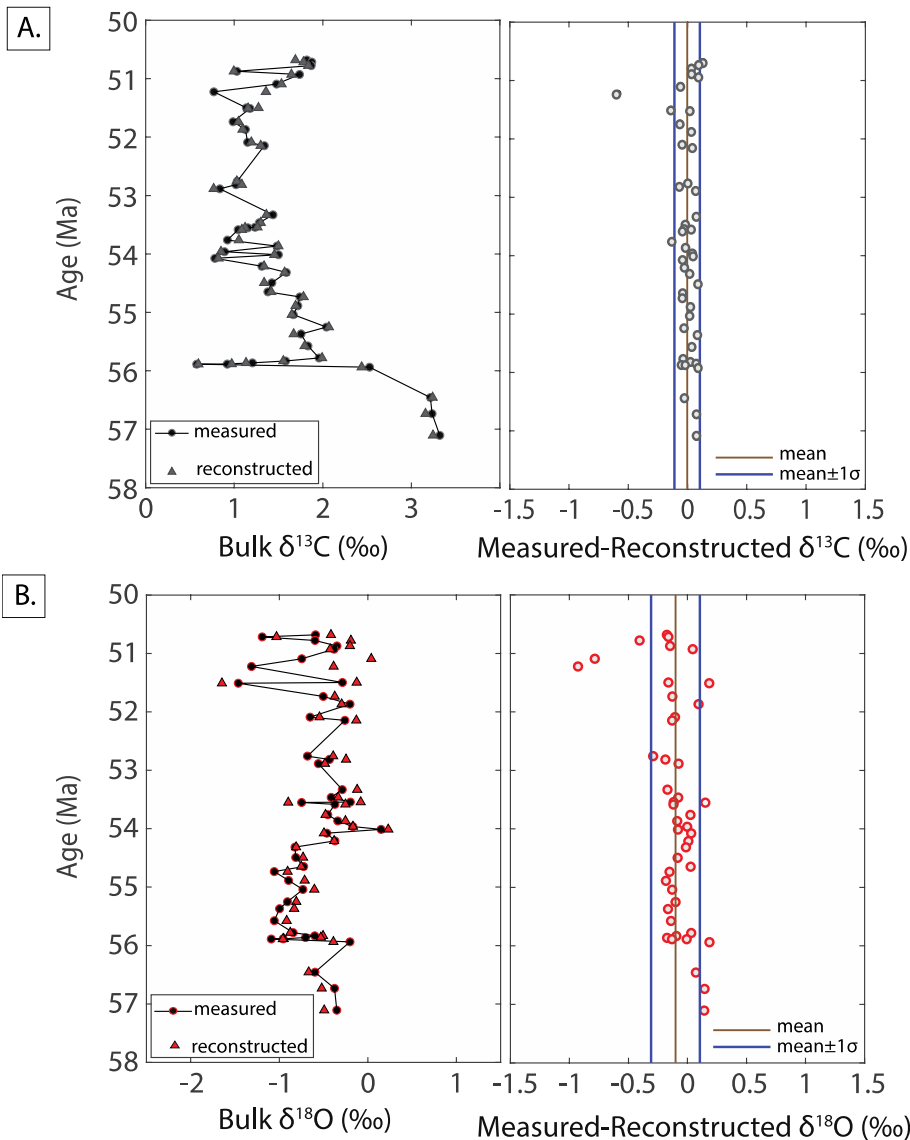 A.
50
51
52
53
54
55
56
57
58
Age (Ma)
measured
reconstructed
0 1 2 3
Bulk δ¹³C (‰)
mean
mean±1σ
-1.5 -1 -0.5 0 0.5 1 1.5
Measured-Reconstructed δ¹³C (‰)
B.
50
51
52
53
54
55
56
57
58
Age (Ma)
measured
reconstructed
-2 -1 0 1
Bulk δ¹⁸O (‰)
mean
mean±1σ
-1.5 -1 -0.5 0 0.5 1 1.5
Measured-Reconstructed δ¹⁸O (‰)